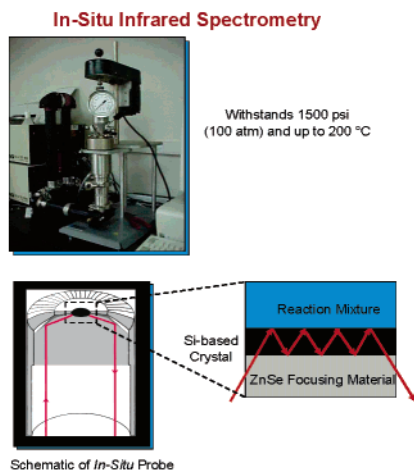 In-Situ Infrared Spectrometry
Withstands 1500 psi
(100 atm) and up to 200 °C
Reaction Mixture
Si-based
Crystal
ZnSe Focusing Material
Schematic of In-Situ Probe